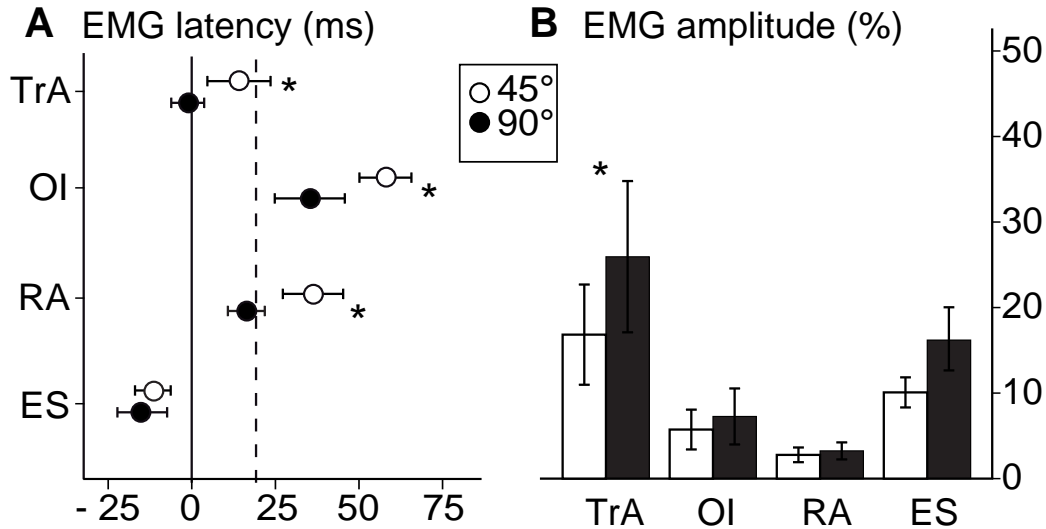 A EMG latency (ms)
TrA
*
OI
*
RA
*
ES
- 25 0 25 50 75
45°
90°
B EMG amplitude (%)
50
40
*
30
20
10
0
TrA OI RA ES